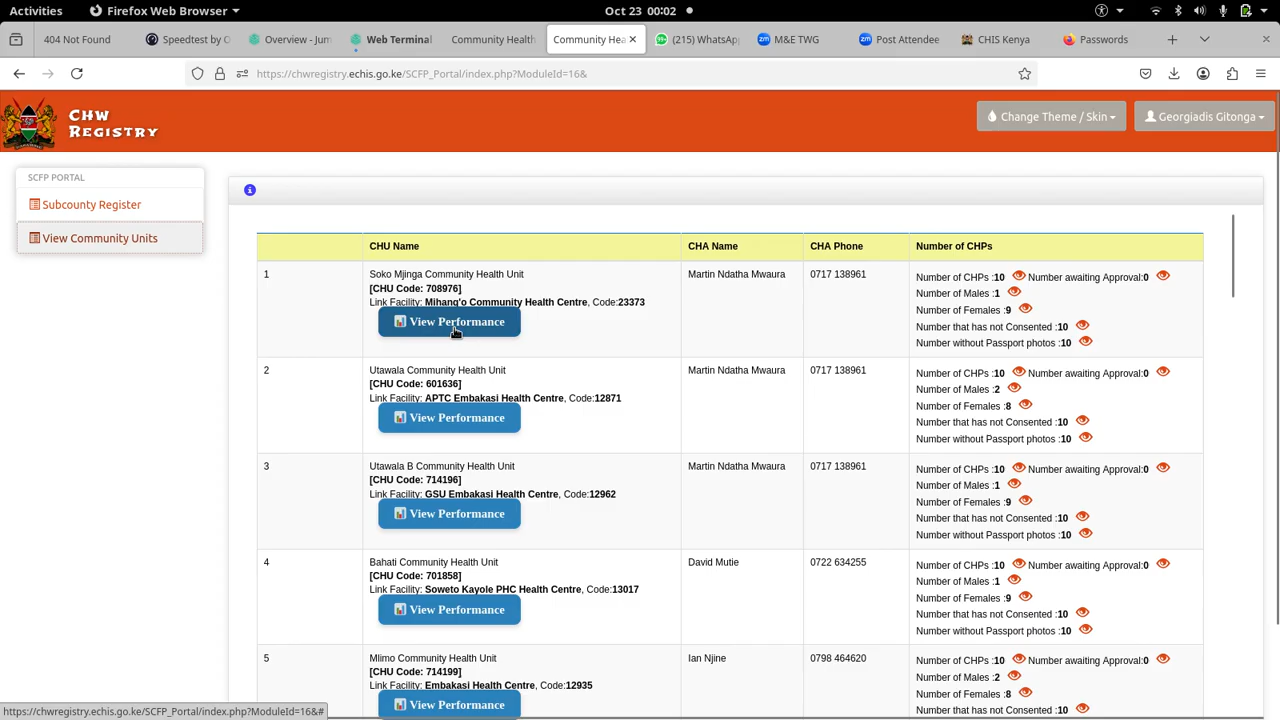 Activities
Firefox Web Browser
Oct 23 00:02
404 Not Found
Speedtest by O
Overview - Jum
Web Terminal
Community Health
Community Hea
(215) WhatsApp
M&E TWG
Post Attendee
CHIS Kenya
Passwords
https://chwregistry.echis.go.ke/SCFP_Portal/index.php?ModuleId=16&
CHW
REGISTRY
Change Theme / Skin
Georgiadis Gitonga
SCFP PORTAL
Subcounty Register
View Community Units
CHU Name
CHA Name
CHA Phone
Number of CHPs
1
Soko Mjinga Community Health Unit
[CHU Code: 708976]
Link Facility: Mihang'o Community Health Centre, Code:23373
View Performance
Martin Ndatha Mwaura
0717 138961
Number of CHPs :10 Number awaiting Approval:0
Number of Males :1
Number of Females :9
Number that has not Consented :10
Number without Passport photos :10
2
Utawala Community Health Unit
[CHU Code: 601636]
Link Facility: APTC Embakasi Health Centre, Code:12871
View Performance
Martin Ndatha Mwaura
0717 138961
Number of CHPs :10 Number awaiting Approval:0
Number of Males :2
Number of Females :8
Number that has not Consented :10
Number without Passport photos :10
3
Utawala B Community Health Unit
[CHU Code: 714196]
Link Facility: GSU Embakasi Health Centre, Code:12962
View Performance
Martin Ndatha Mwaura
0717 138961
Number of CHPs :10 Number awaiting Approval:0
Number of Males :1
Number of Females :9
Number that has not Consented :10
Number without Passport photos :10
4
Bahati Community Health Unit
[CHU Code: 701858]
Link Facility: Soweto Kayole PHC Health Centre, Code:13017
View Performance
David Mutie
0722 634255
Number of CHPs :10 Number awaiting Approval:0
Number of Males :1
Number of Females :9
Number that has not Consented :10
Number without Passport photos :10
5
Mlimo Community Health Unit
[CHU Code: 714199]
Link Facility: Embakasi Health Centre, Code:12935
View Performance
Ian Njine
0798 464620
Number of CHPs :10 Number awaiting Approval:0
Number of Males :2
Number of Females :8
Number that has not Consented :10
https://chwregistry.echis.go.ke/SCFP_Portal/index.php?ModuleId=16&#